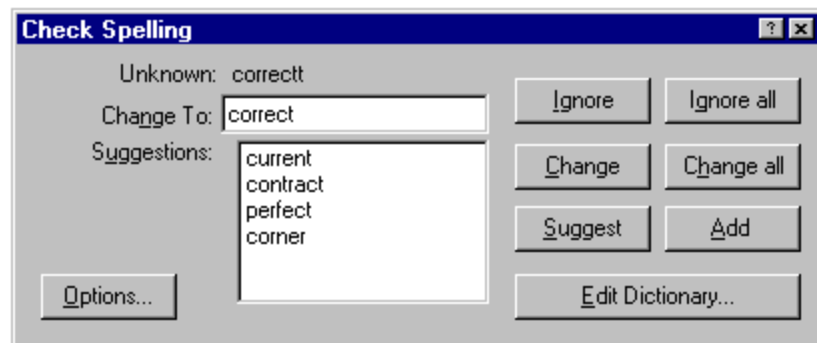 Check Spelling
Unknown: correctt
Change To: correct
Suggestions:
current
contract
perfect
corner
Ignore
Ignore all
Change
Change all
Suggest
Add
Options...
Edit Dictionary...